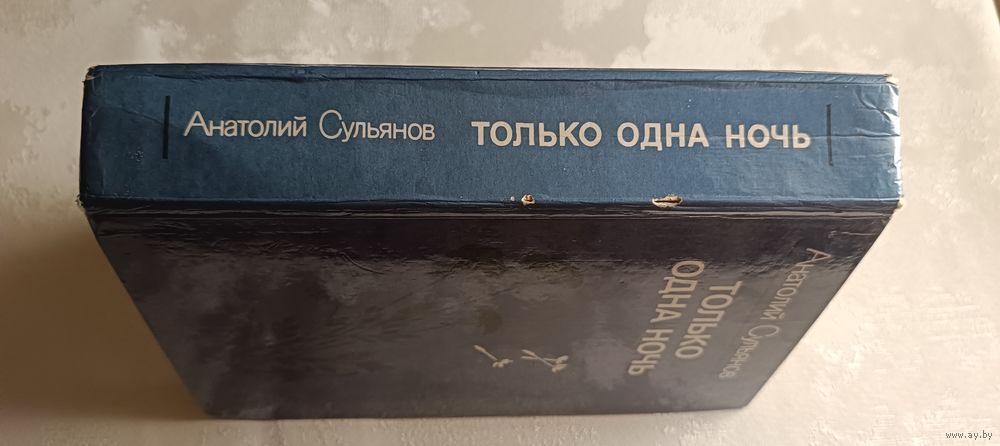 Анатолий Сульянов ТОЛЬКО ОДНА НОЧЬ
Анатолий Сульянов
ТОЛЬКО
ОДНА НОЧЬ
www.ay.by